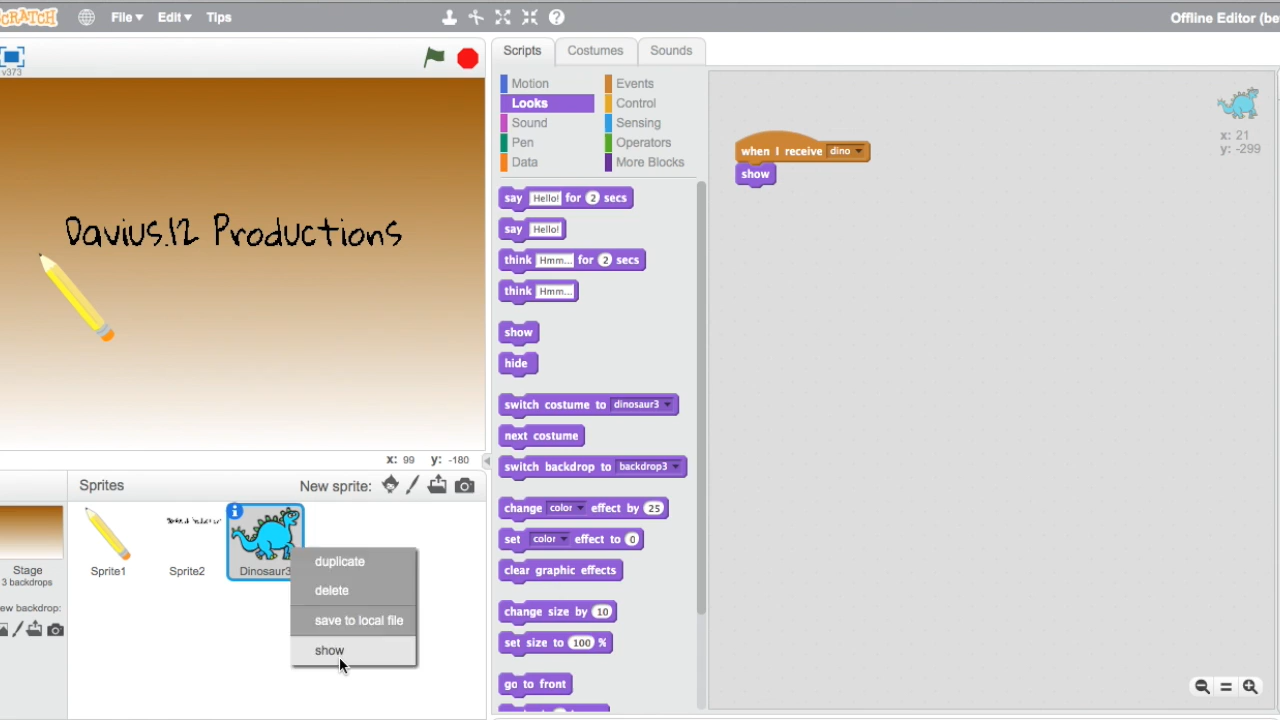 SCRATCH File Edit Tips Offline Editor (be
v373
Scripts Costumes Sounds
Motion Events
Looks Control
Sound Sensing
Pen Operators
Data More Blocks
say Hello! for 2 secs
say Hello!
think Hmm... for 2 secs
think Hmm...
show
hide
switch costume to dinosaur3
next costume
switch backdrop to backdrop3
change color effect by 25
set color effect to 0
clear graphic effects
change size by 10
set size to 100 %
go to front
when I receive dino
show
x: 21
y: -299
Davius.12 Productions
x: 99 y: -180
Sprites New sprite:
Sprite1 Sprite2 Dinosaur3
Stage
3 backdrops
ew backdrop:
duplicate
delete
save to local file
show